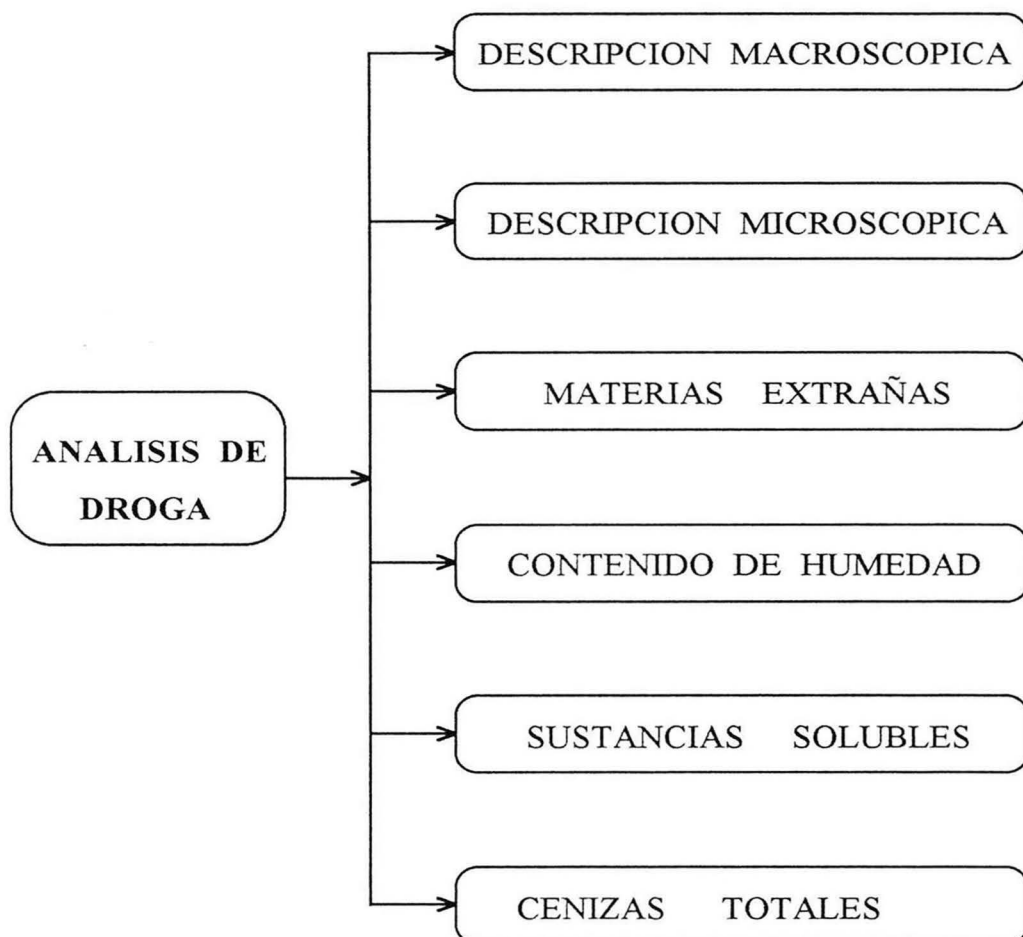 DESCRIPCION MACROSCOPICA
DESCRIPCION MICROSCOPICA
MATERIAS EXTRAÑAS
ANALISIS DE
DROGA
CONTENIDO DE HUMEDAD
SUSTANCIAS SOLUBLES
CENIZAS TOTALES